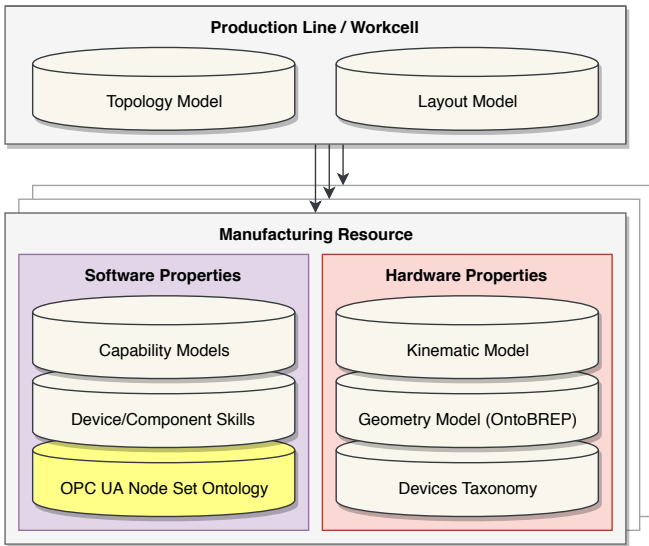 Production Line / Workcell
Topology Model
Layout Model
Manufacturing Resource
Software Properties
Hardware Properties
Capability Models
Kinematic Model
Device/Component Skills
Geometry Model (OntoBREP)
OPC UA Node Set Ontology
Devices Taxonomy